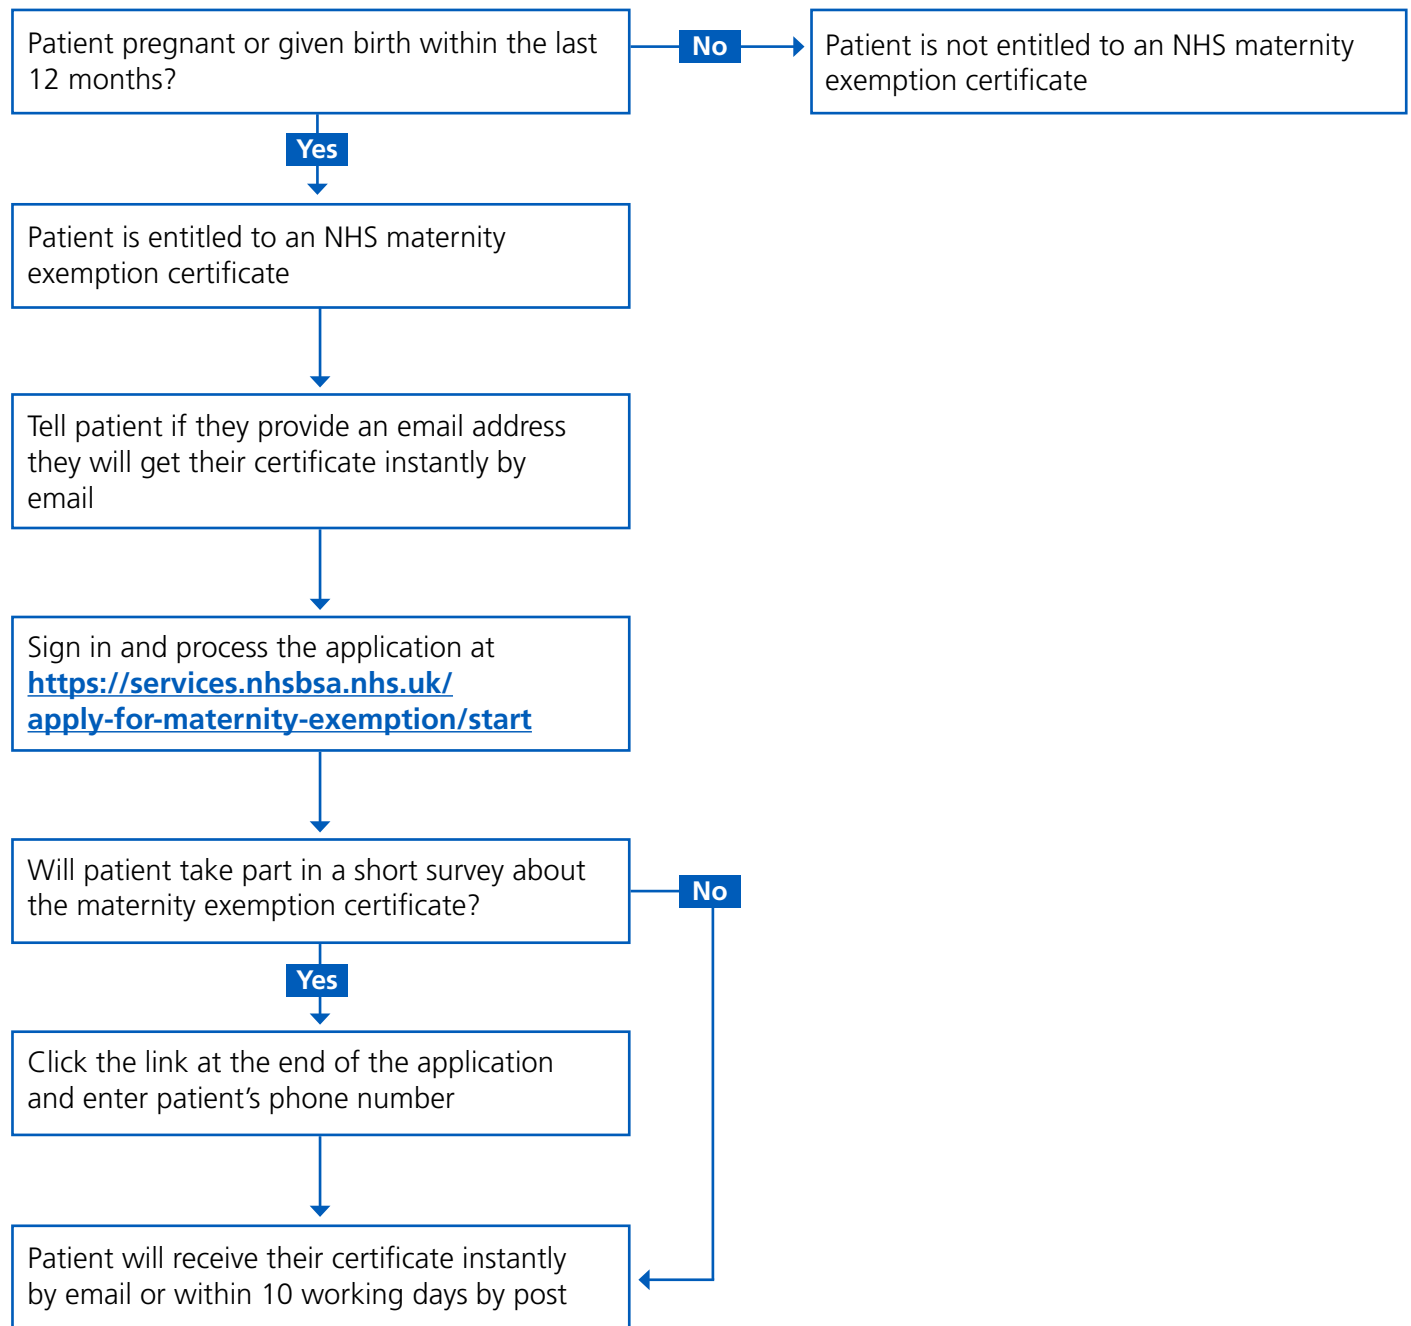 Patient pregnant or given birth within the last
12 months?
No
Patient is not entitled to an NHS maternity
exemption certificate
Yes
Patient is entitled to an NHS maternity
exemption certificate
Tell patient if they provide an email address
they will get their certificate instantly by
email
Sign in and process the application at
https://services.nhsbsa.nhs.uk/
apply-for-maternity-exemption/start
Will patient take part in a short survey about
the maternity exemption certificate?
No
Yes
Click the link at the end of the application
and enter patient’s phone number
Patient will receive their certificate instantly
by email or within 10 working days by post